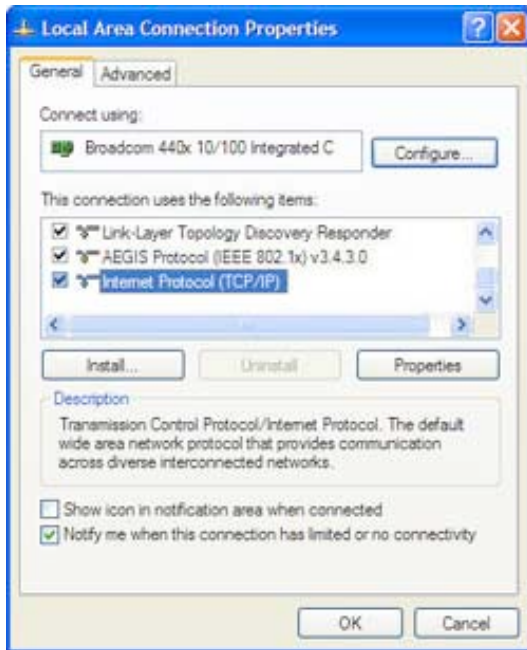 Local Area Connection Properties
General Advanced
Connect using:
Broadcom 440x 10/100 Integrated C
Configure...
This connection uses the following items:
Link-Layer Topology Discovery Responder
AEGIS Protocol (IEEE 802.1x) v3.4.3.0
Internet Protocol (TCP/IP)
Install... Uninstall Properties
Description
Transmission Control Protocol/Internet Protocol. The default
wide area network protocol that provides communication
across diverse interconnected networks.
Show icon in notification area when connected
Notify me when this connection has limited or no connectivity
OK Cancel